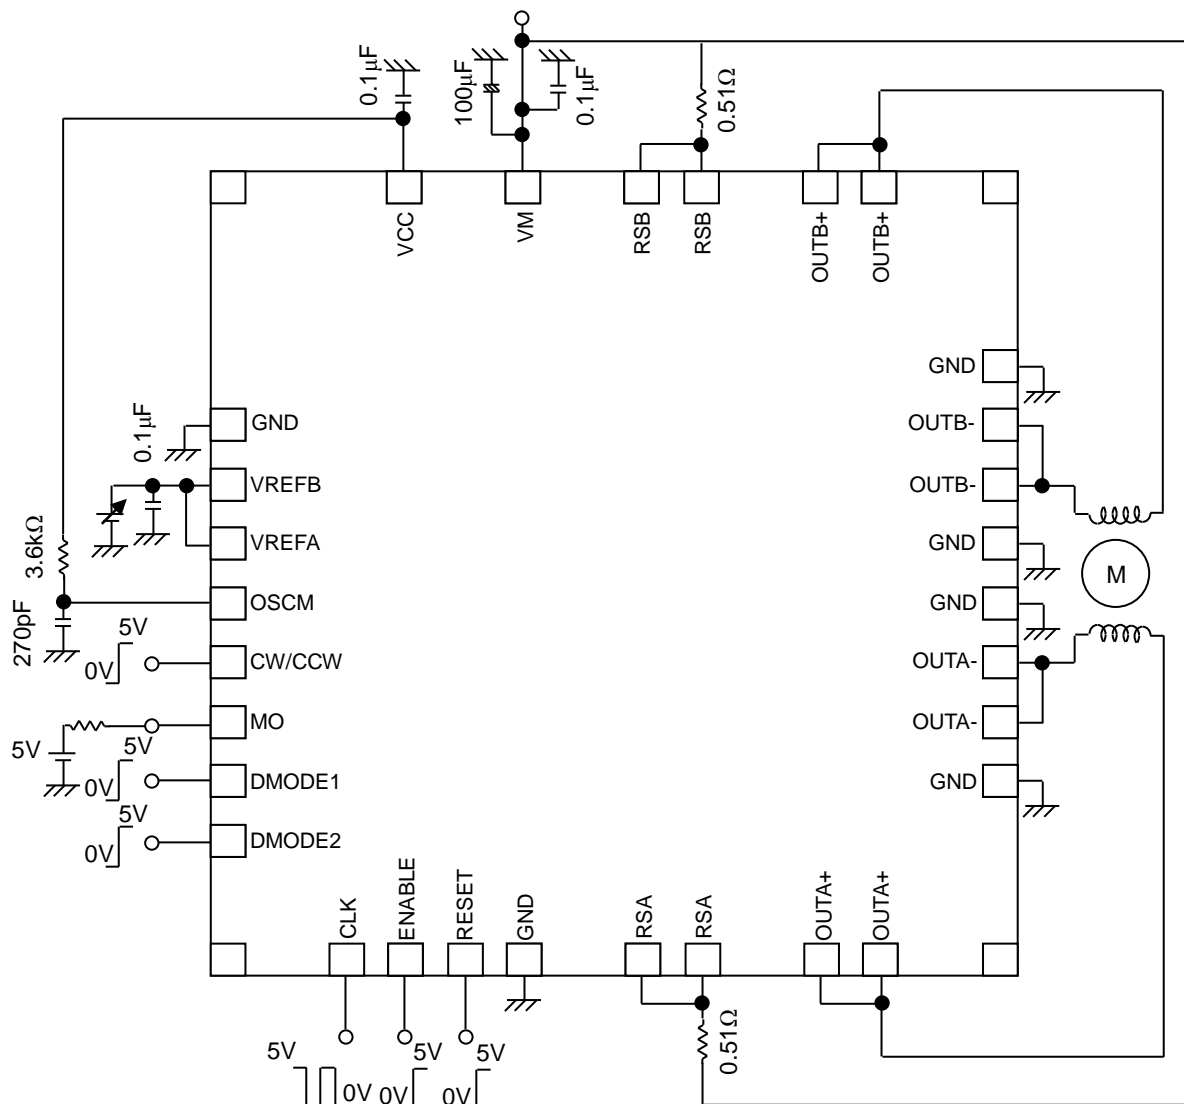 0.1μF
100μF
0.1μF
0.51Ω
VCC
VM
RSB
RSB
OUTB+
OUTB+
GND
VREFB
VREFA
OSCM
CW/CCW
MO
DMODE1
DMODE2
0.1μF
3.6kΩ
270pF
5V
0V
5V
5V
0V
5V
0V
GND
OUTB-
OUTB-
GND
GND
OUTA-
OUTA-
GND
M
CLK
ENABLE
RESET
GND
RSA
RSA
OUTA+
OUTA+
0.51Ω
5V
0V
5V
0V
5V
0V